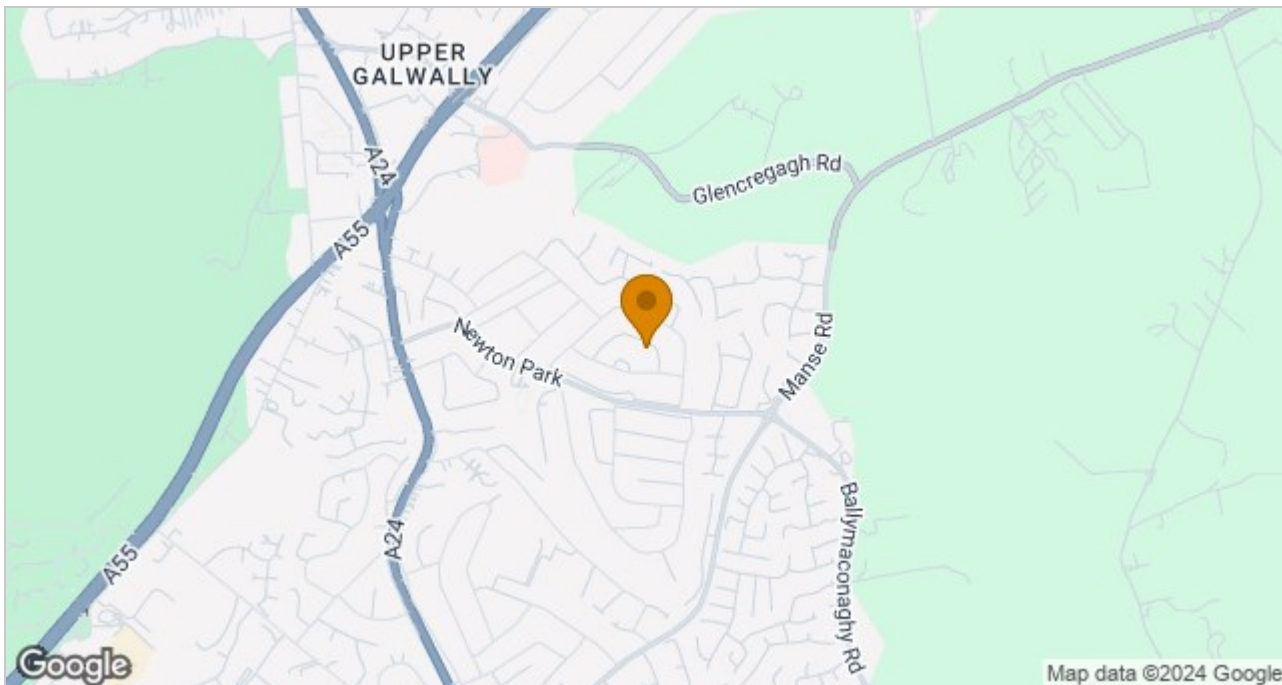 UPPER
GALWALLY
A24
A55
Glencregagh Rd
Newton Park
Manse Rd
A24
Ballymaconaghy Rd
A55
Google
Map data ©2024 Google